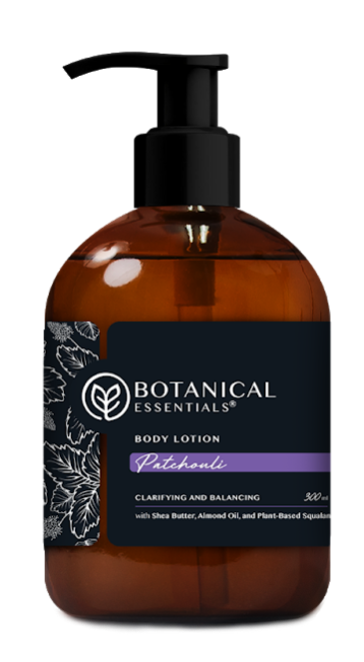 BOTANICAL
ESSENTIALS®
BODY LOTION
Patchouli
CLARIFYING AND BALANCING 300 ml
with Shea Butter, Almond Oil, and Plant-Based Squalan